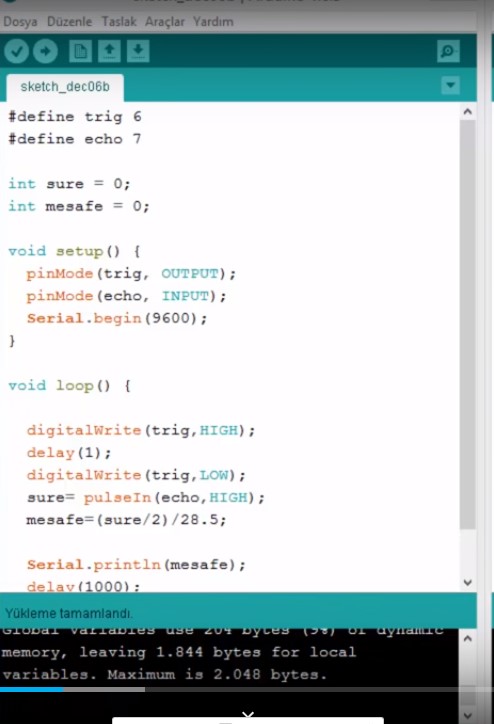 Dosya Düzenle Taslak Araçlar Yardım
sketch_dec06b
#define trig 6
#define echo 7
int sure = 0;
int mesafe = 0;
void setup() {
pinMode(trig, OUTPUT);
pinMode(echo, INPUT);
Serial.begin(9600);
}
void loop() {
digitalWrite(trig,HIGH);
delay(1);
digitalWrite(trig,LOW);
sure= pulseIn(echo,HIGH);
mesafe=(sure/2)/28.5;
Serial.println(mesafe);
delay(1000);
Yükleme tamamlandı.
Global variables use 204 bytes (9%) of dynamic
memory, leaving 1.844 bytes for local
variables. Maximum is 2.048 bytes.